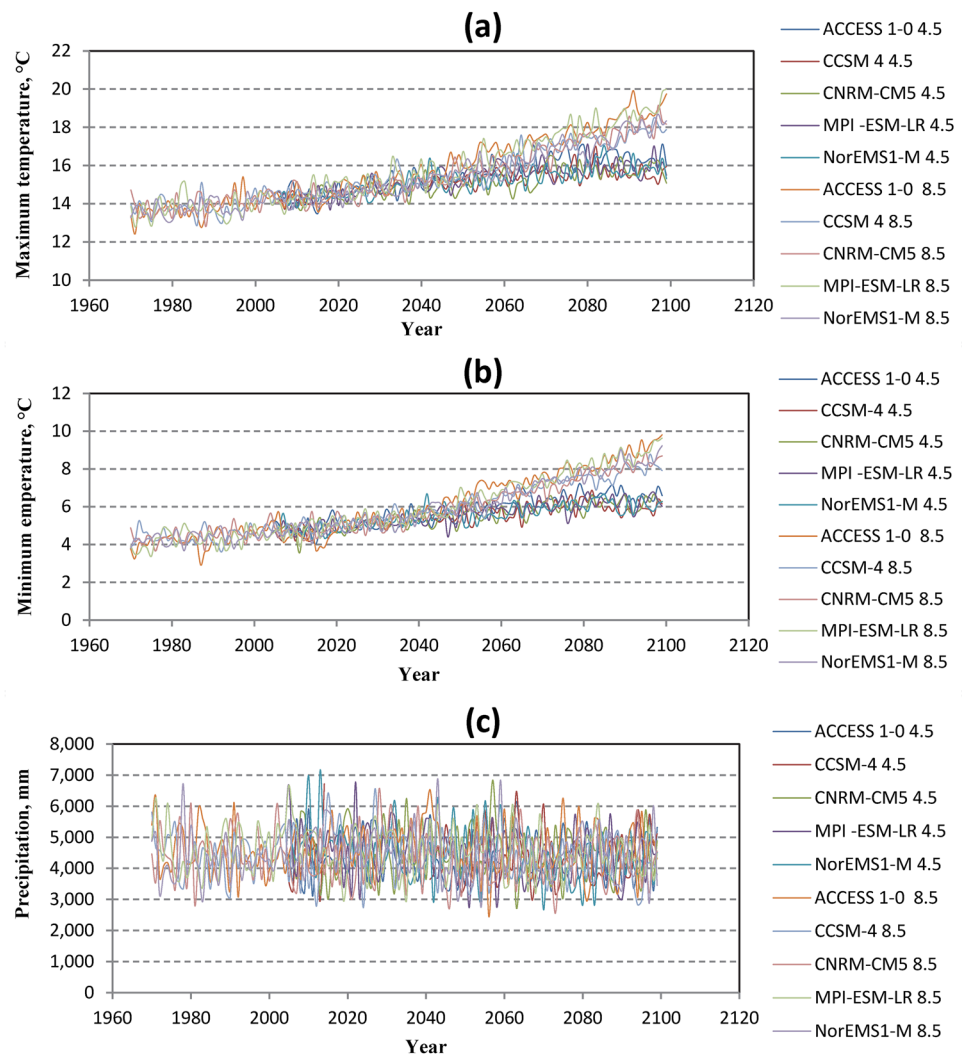 (a)
Maximum temperature, °C
22
20
18
16
14
12
10
1960 1980 2000 2020 2040 2060 2080 2100 2120
Year
ACCESS 1-0 4.5
CCSM 4 4.5
CNRM-CM5 4.5
MPI -ESM-LR 4.5
NorEMS1-M 4.5
ACCESS 1-0 8.5
CCSM 4 8.5
CNRM-CM5 8.5
MPI-ESM-LR 8.5
NorEMS1-M 8.5
(b)
Minimum emperature, °C
12
10
8
6
4
2
0
1960 1980 2000 2020 2040 2060 2080 2100 2120
Year
ACCESS 1-0 4.5
CCSM-4 4.5
CNRM-CM5 4.5
MPI -ESM-LR 4.5
NorEMS1-M 4.5
ACCESS 1-0 8.5
CCSM-4 8.5
CNRM-CM5 8.5
MPI-ESM-LR 8.5
NorEMS1-M 8.5
(c)
Precipitation, mm
8,000
7,000
6,000
5,000
4,000
3,000
2,000
1,000
0
1960 1980 2000 2020 2040 2060 2080 2100 2120
Year
ACCESS 1-0 4.5
CCSM-4 4.5
CNRM-CM5 4.5
MPI -ESM-LR 4.5
NorEMS1-M 4.5
ACCESS 1-0 8.5
CCSM-4 8.5
CNRM-CM5 8.5
MPI-ESM-LR 8.5
NorEMS1-M 8.5